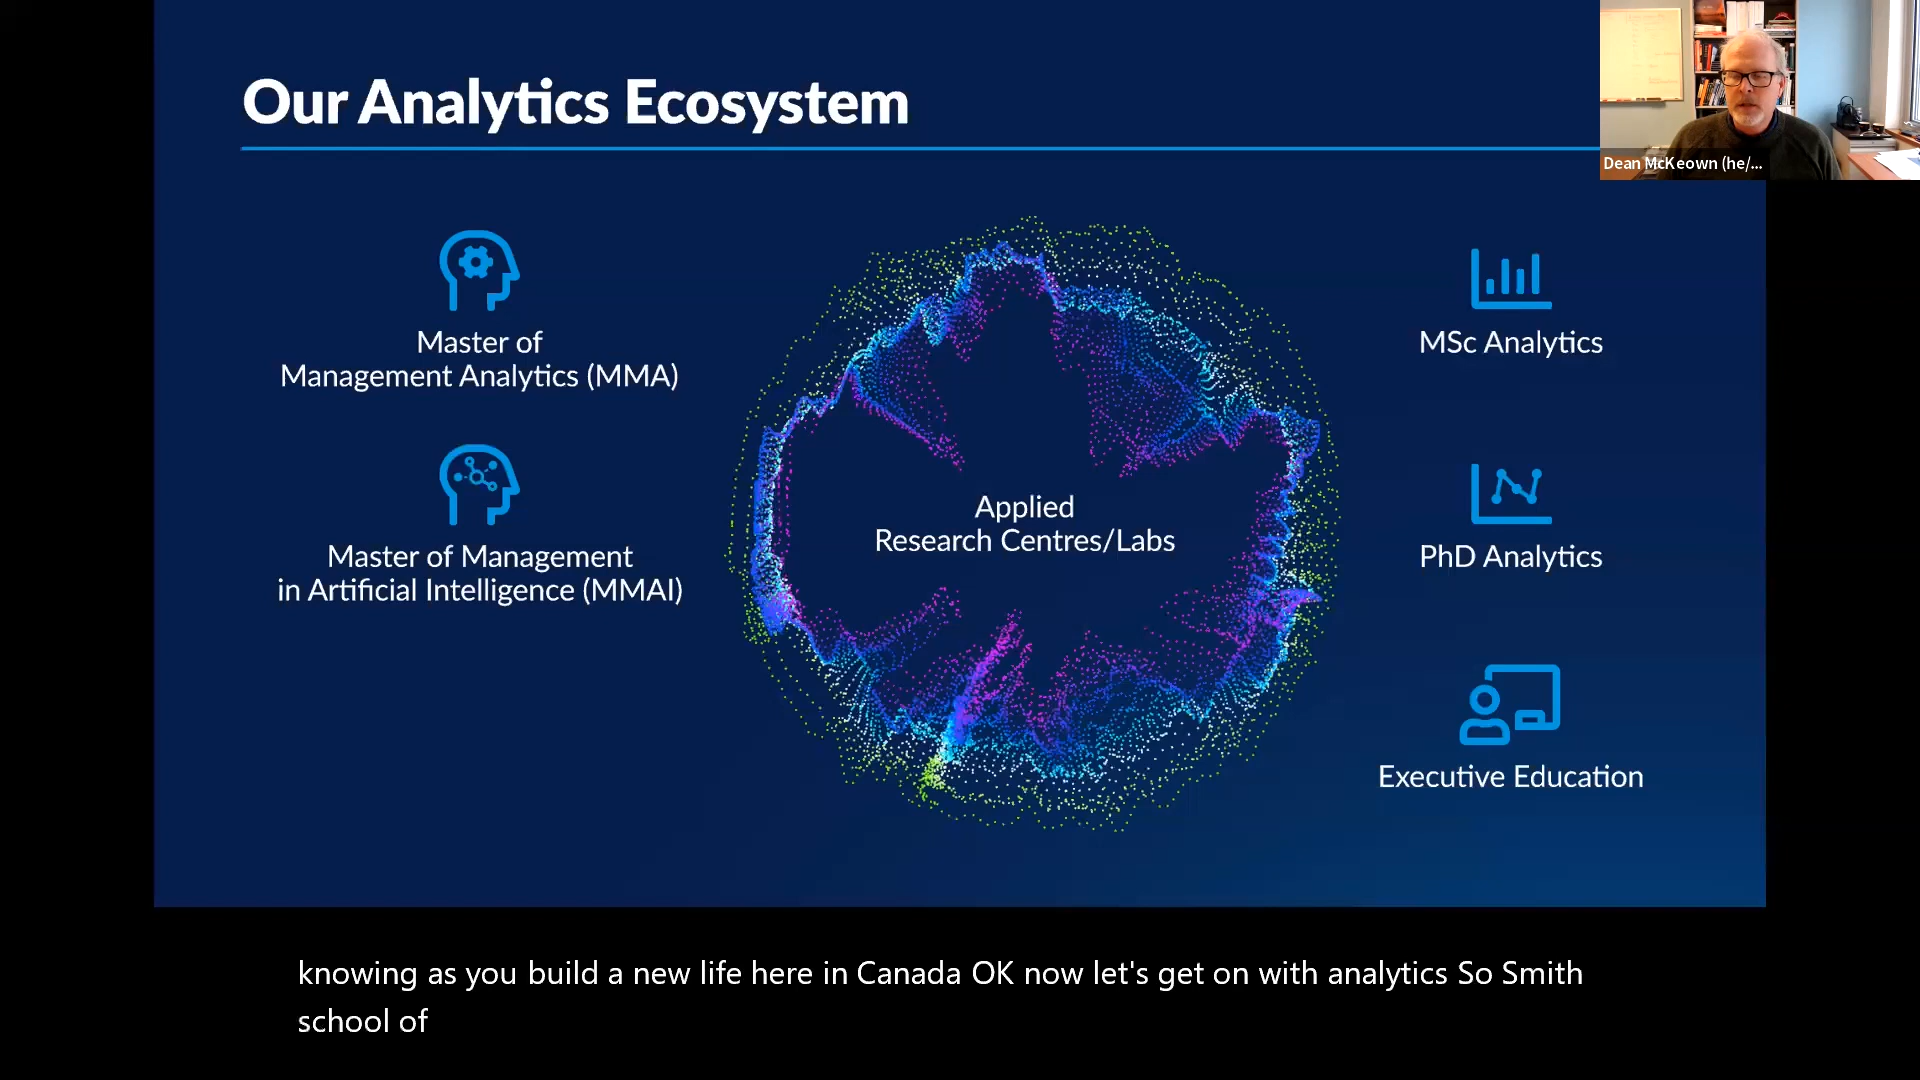 Our Analytics Ecosystem
Dean McKeown (he/...
Master of
Management Analytics (MMA)
Master of Management
in Artificial Intelligence (MMAI)
Applied
Research Centres/Labs
MSc Analytics
PhD Analytics
Executive Education
knowing as you build a new life here in Canada OK now let's get on with analytics So Smith
school of